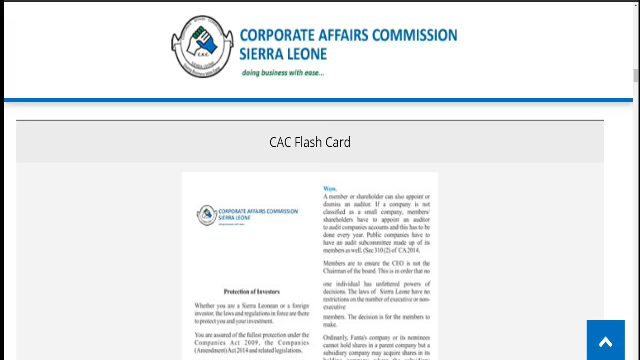 CORPORATE AFFAIRS COMMISSION
SIERRA LEONE
doing business with ease...
C.A.C.
CAC Flash Card
CORPORATE AFFAIRS COMMISSION
SIERRA LEONE
Protection of Investors
Whether you are a Sierra Leonean or a foreign
investor, the laws and regulations in force are there
to protect you and your investment.
You are assured of the fullest protection under the
Companies Act 2009, the Companies
(Amendment) Act 2014 and related legislations.
A member or shareholder can also appoint or
dismiss an auditor. If a company is not
classified as a small company, members/
shareholders have to appoint an auditor
to audit companies accounts and this has to be
done every year. Public companies have to
have an audit subcommittee made up of its
members as well. (Sec 310 (2) of CA 2014.
Members are to ensure the CEO is not the
Chairman of the board. This is in order that no
one individual has unfettered powers of
decisions. The laws of Sierra Leone have no
restrictions on the number of executive or non-
executive
members. The decision is for the members to
make.
Ordinarily, Fanta's company or its nominees
cannot hold shares in a parent company but a
subsidiary company may acquire shares in its